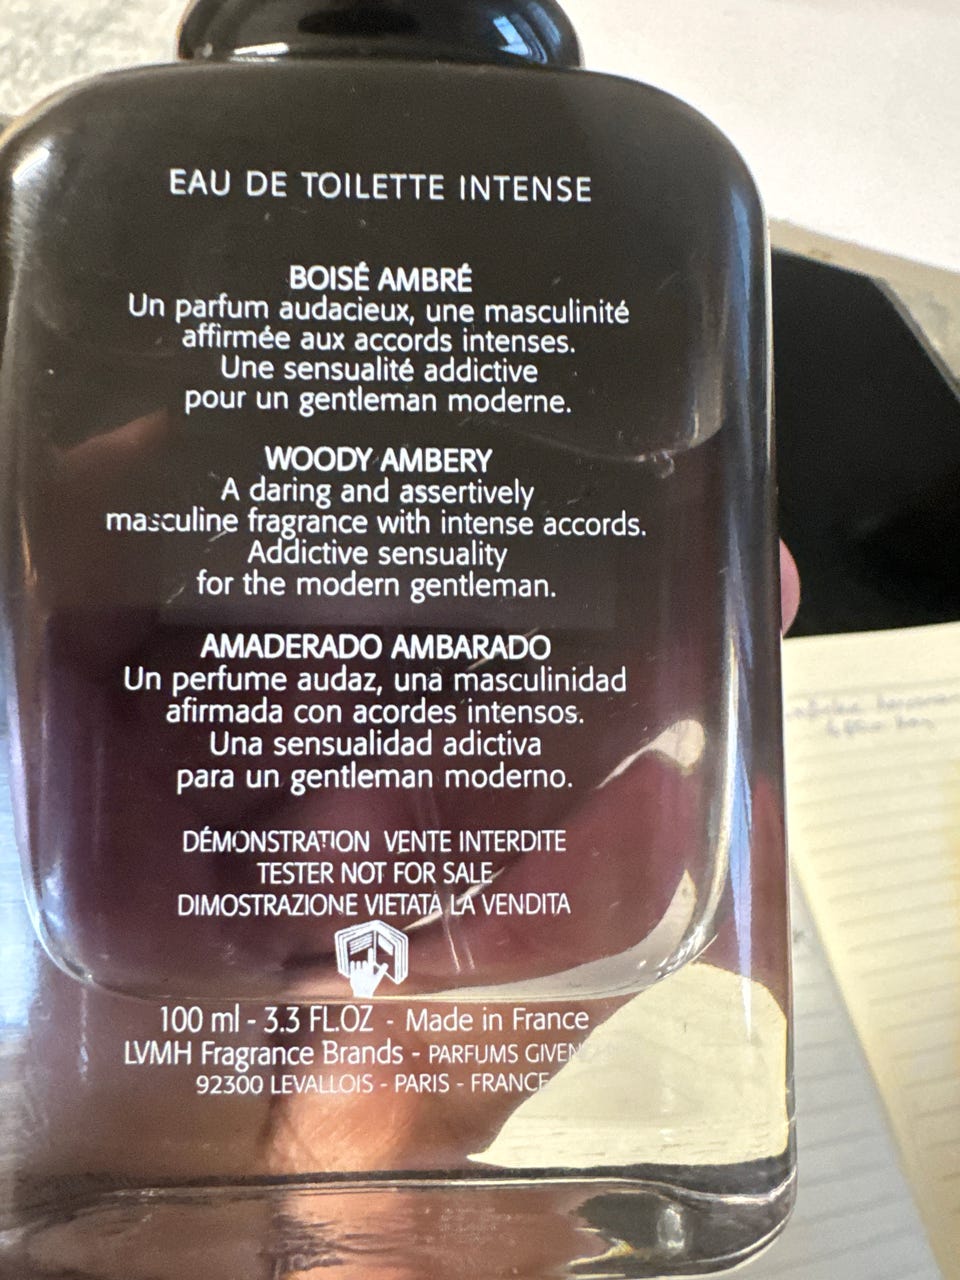 EAU DE TOILETTE INTENSE
BOISÉ AMBRÉ
Un parfum audacieux, une masculinité
affirmée aux accords intenses.
Une sensualité addictive
pour un gentleman moderne.
WOODY AMBERY
A daring and assertively
masculine fragrance with intense accords.
Addictive sensuality
for the modern gentleman.
AMADERADO AMBARADO
Un perfume audaz, una masculinidad
afirmada con acordes intensos.
Una sensualidad adictiva
para un gentleman moderno.
DÉMONSTRATION VENTE INTERDITE
TESTER NOT FOR SALE
DIMOSTRAZIONE VIETATA LA VENDITA
100 ml - 3.3 FL.OZ - Made in France
LVMH Fragrance Brands - PARFUMS
92300 LEVALLOIS - PARIS - FRANCE